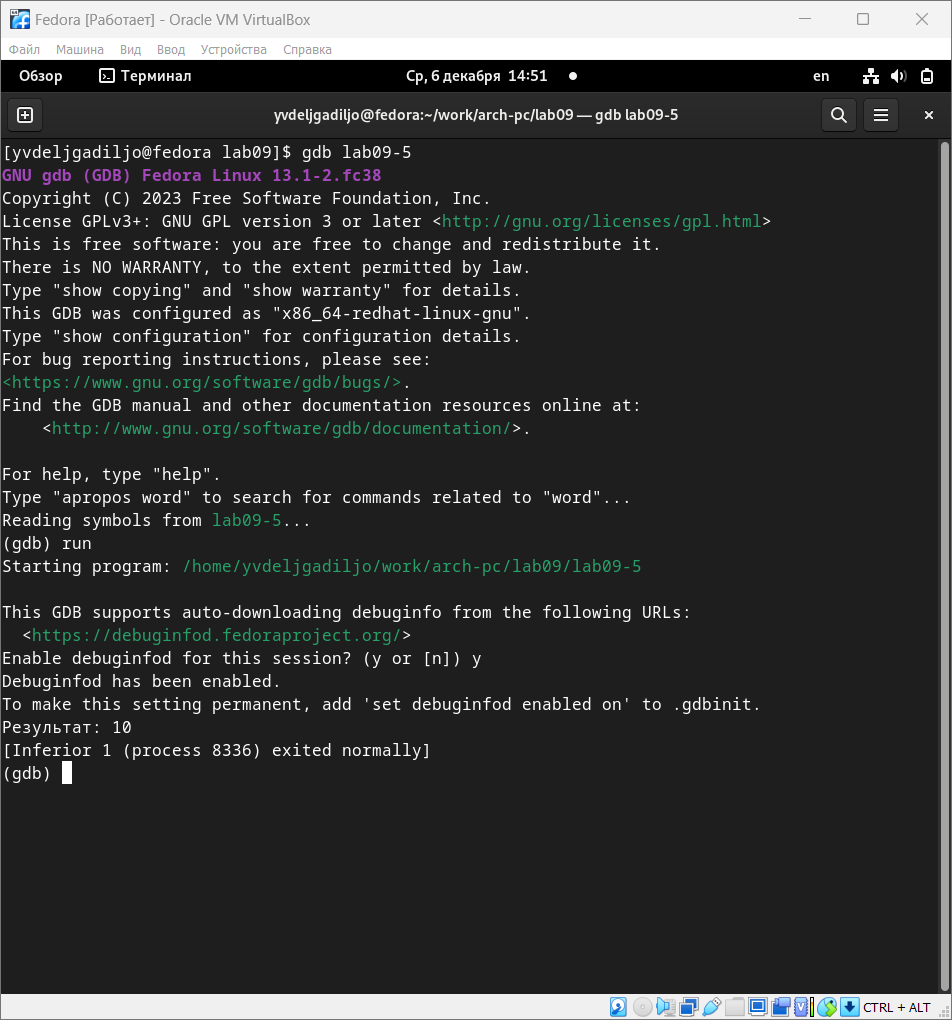 Fedora [Работает] - Oracle VM VirtualBox
Файл Машина Вид Ввод Устройства Справка
Обзор Терминал Ср, 6 декабря 14:51 en
yvdeljgadiljo@fedora:~/work/arch-pc/lab09 — gdb lab09-5
[yvdeljgadiljo@fedora lab09]$ gdb lab09-5
GNU gdb (GDB) Fedora Linux 13.1-2.fc38
Copyright (C) 2023 Free Software Foundation, Inc.
License GPLv3+: GNU GPL version 3 or later <http://gnu.org/licenses/gpl.html>
This is free software: you are free to change and redistribute it.
There is NO WARRANTY, to the extent permitted by law.
Type "show copying" and "show warranty" for details.
This GDB was configured as "x86_64-redhat-linux-gnu".
Type "show configuration" for configuration details.
For bug reporting instructions, please see:
<https://www.gnu.org/software/gdb/bugs/>.
Find the GDB manual and other documentation resources online at:
    <http://www.gnu.org/software/gdb/documentation/>.
For help, type "help".
Type "apropos word" to search for commands related to "word"...
Reading symbols from lab09-5...
(gdb) run
Starting program: /home/yvdeljgadiljo/work/arch-pc/lab09/lab09-5
This GDB supports auto-downloading debuginfo from the following URLs:
  <https://debuginfod.fedoraproject.org/>
Enable debuginfod for this session? (y or [n]) y
Debuginfod has been enabled.
To make this setting permanent, add 'set debuginfod enabled on' to .gdbinit.
Результат: 10
[Inferior 1 (process 8336) exited normally]
(gdb)
CTRL + ALT